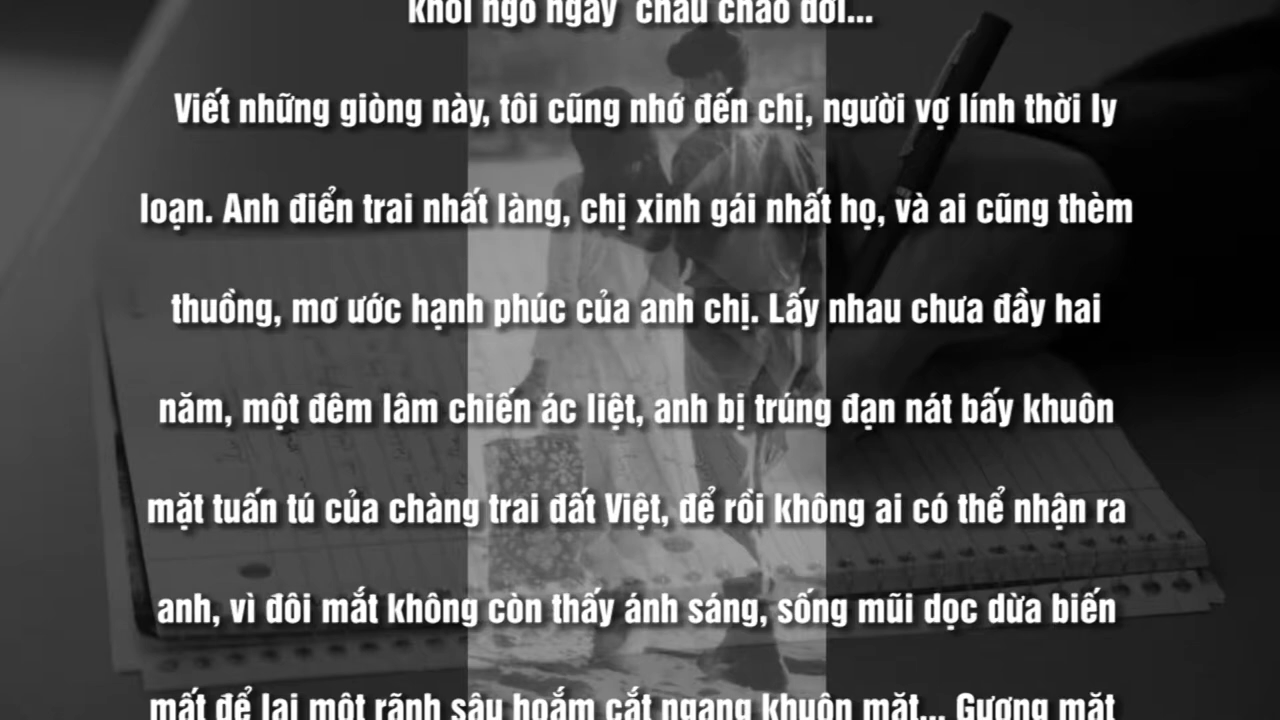 khôi ngô ngày chau chào đời...
Viết những giòng này, tôi cũng nhớ đến chị, người vợ lính thời ly
loạn. Anh điển trai nhất làng, chị xinh gái nhất họ, và ai cũng thèm
thuồng, mơ ước hạnh phúc của anh chị. Lấy nhau chưa đầy hai
năm, một đêm lâm chiến ác liệt, anh bị trúng đạn nát bấy khuôn
mặt tuấn tú của chàng trai đất Việt, để rồi không ai có thể nhận ra
anh, vì đôi mắt không còn thấy ánh sáng, sống mũi dọc dừa biến
mất để lại một rãnh sâu hoắm cắt ngang khuôn mặt... Gương mặt